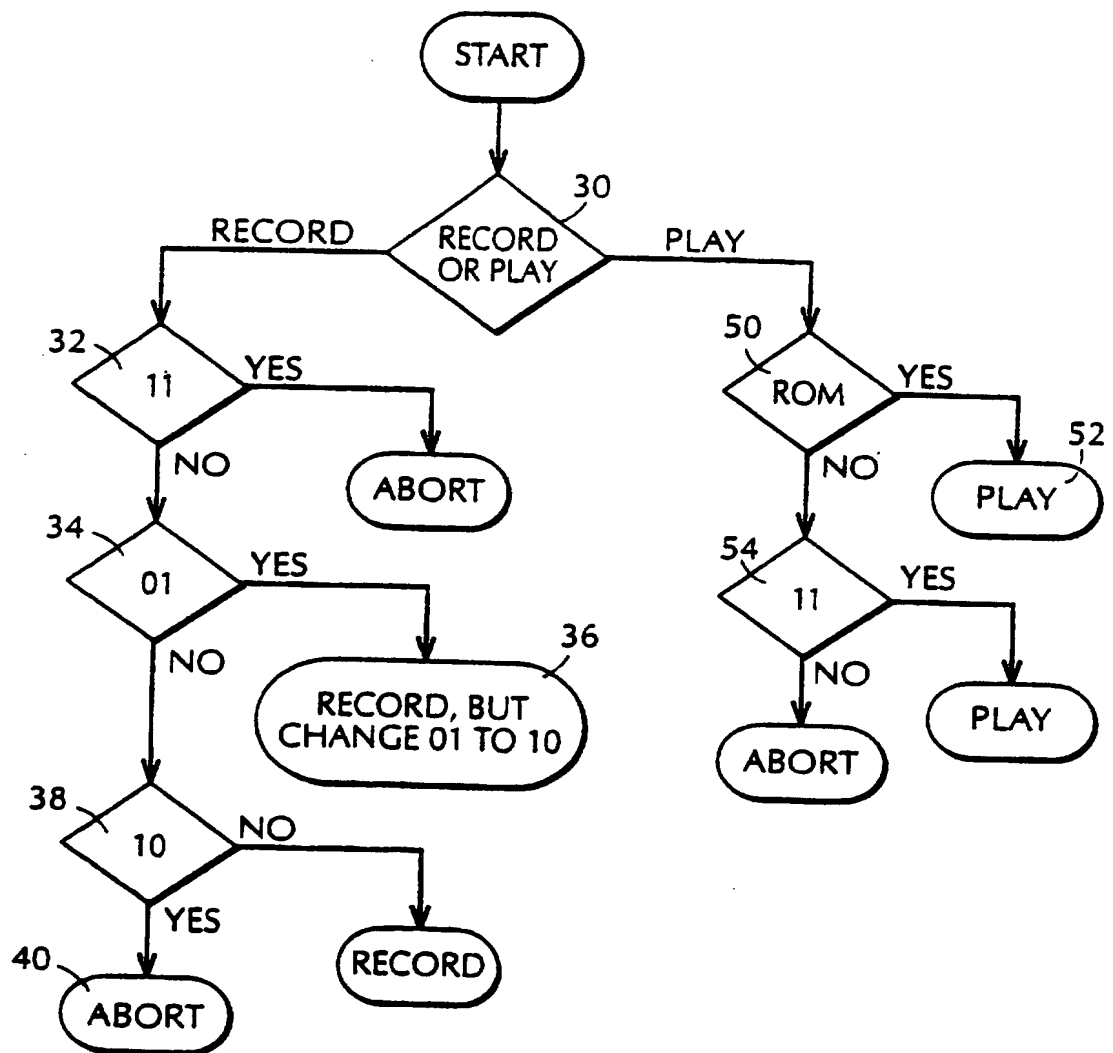 START
30
RECORD
RECORD
OR PLAY
PLAY
32
11
YES
NO
ABORT
34
01
YES
NO
36
RECORD, BUT
CHANGE 01 TO 10
38
10
NO
YES
RECORD
40
ABORT
50
ROM
YES
NO
52
PLAY
54
11
YES
NO
PLAY
ABORT